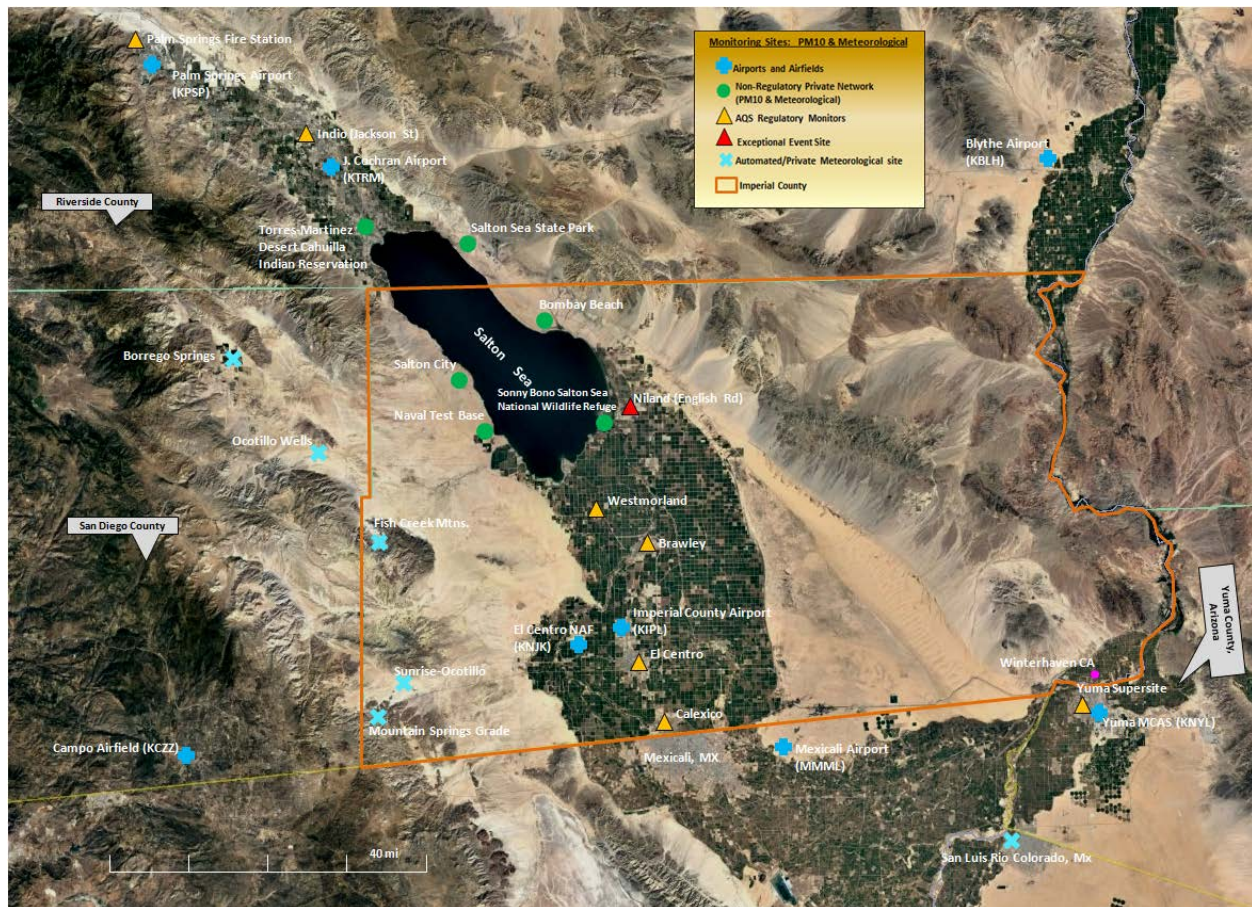 Palm Springs Fire Station
Palm Springs Airport
(KPSP)
Monitoring Sites: PM10 & Meteorological
Airports and Airfields
Non-Regulatory Private Network
(PM10 & Meteorological)
AQS Regulatory Monitors
Exceptional Event Site
Automated/Private Meteorological site
Imperial County
Indio (Jackson St)
J. Cochran Airport
(KTRM)
Blythe Airport
(KBLH)
Riverside County
Torres-Martinez
Desert Cahuilla
Indian Reservation
Salton Sea State Park
Bombay Beach
Salton Sea
Borrego Springs
Salton City
Sonny Bono Salton Sea
National Wildlife Refuge
Niland (English Rd)
Naval Test Base
Ocotillo Wells
Westmorland
San Diego County
Fish Creek Mtns.
Brawley
Imperial County Airport
(KIPL)
El Centro NAF
(KNJK)
El Centro
Yuma County,
Arizona
Winterhaven CA
Sunrise-Ocotillo
Yuma Supersite
Yuma MCAS (KNYL)
Calexico
Mountain Springs Grade
Campo Airfield (KCZZ)
Mexicali, MX
Mexicali Airport
(MMML)
40 mi
San Luis Rio Colorado, Mx